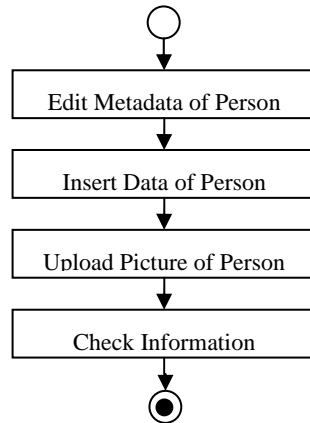 Edit Metadata of Person
Insert Data of Person
Upload Picture of Person
Check Information